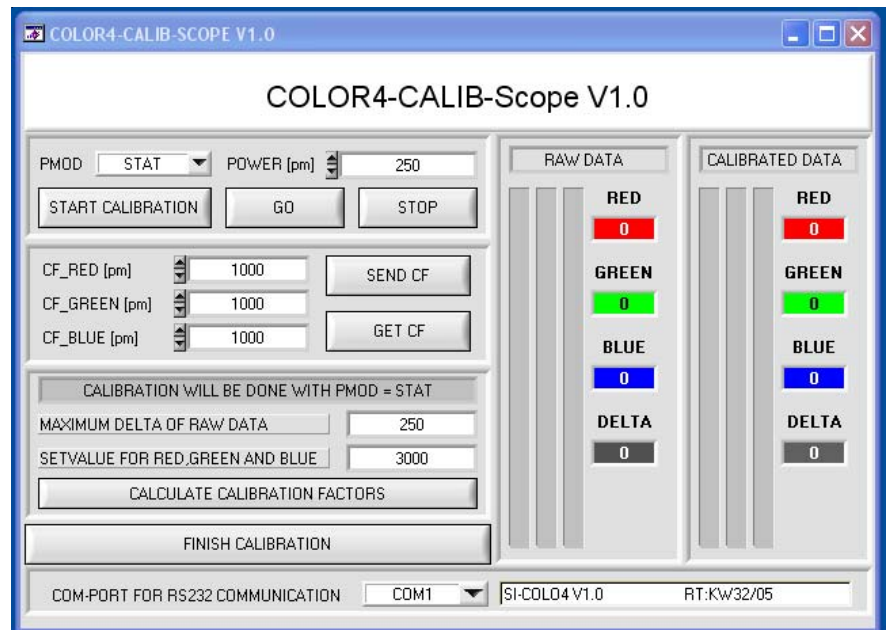 COLOR4-CALIB-SCOPE V1.0
COLOR4-CALIB-Scope V1.0
PMOD STAT POWER [pm] 250
START CALIBRATION GO STOP
CF_RED [pm] 1000 SEND CF
CF_GREEN [pm] 1000
CF_BLUE [pm] 1000 GET CF
CALIBRATION WILL BE DONE WITH PMOD = STAT
MAXIMUM DELTA OF RAW DATA 250
SETVALUE FOR RED,GREEN AND BLUE 3000
CALCULATE CALIBRATION FACTORS
FINISH CALIBRATION
RAW DATA
RED
0
GREEN
0
BLUE
0
DELTA
0
CALIBRATED DATA
RED
0
GREEN
0
BLUE
0
DELTA
0
COM-PORT FOR RS232 COMMUNICATION COM1 SI-COLO4 V1.0 RT:KW32/05